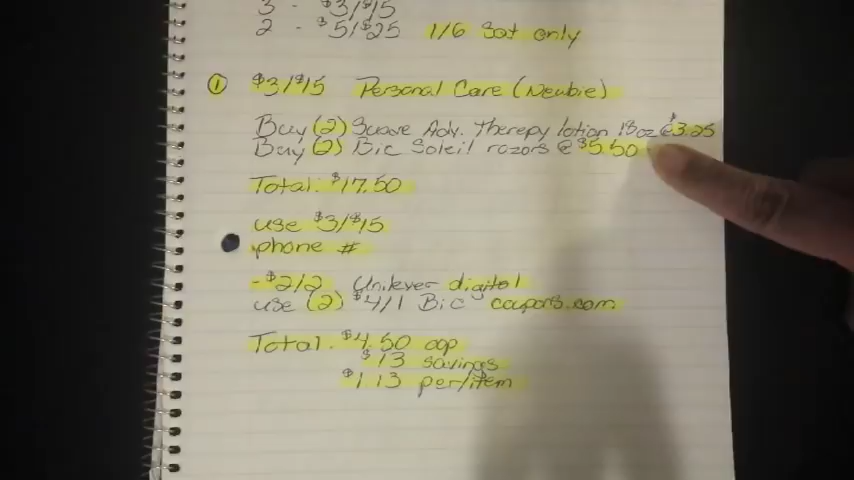 3 - $3/$15
2 - $5/$25 1/6 Sat only
① $3/$15 Personal Care (Newbie)
Buy (2) Suave Adv. Therepy lotion 18oz @ $3.25
Buy (2) Bic Soleil razors @ $5.50
Total: $17.50
use $3/$15
phone #
-$2/2 Unilever digital
use (2) $4/1 Bic coupons.com
Total: $4.50 oop
$13 savings
$1.13 per/item